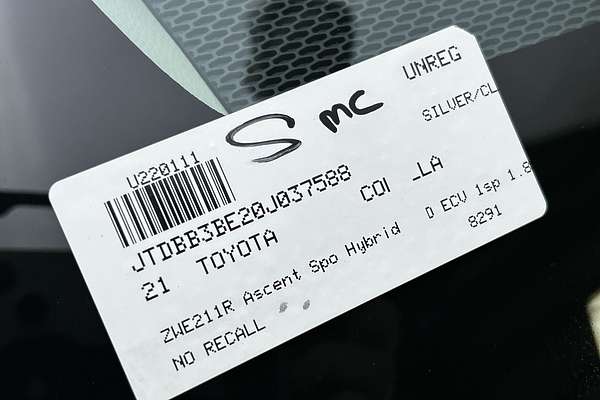 UNREG
S MC
SILVER/CL
U220111
JTDBB3BE20J037588
21 TOYOTA COI _LA
ZWE211R Ascent Spo Hybrid D ECV 1sp 1.8
NO RECALL 8291